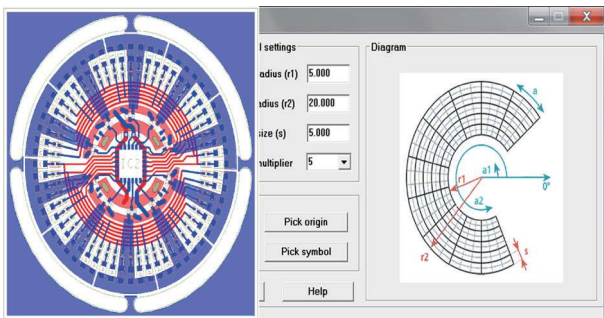 IC2
l settings
adius (r1) 5.000
adius (r2) 20.000
size (s) 5.000
multiplier 5
Pick origin
Pick symbol
Help
Diagram
a
a1
r1
0°
a2
r2
s